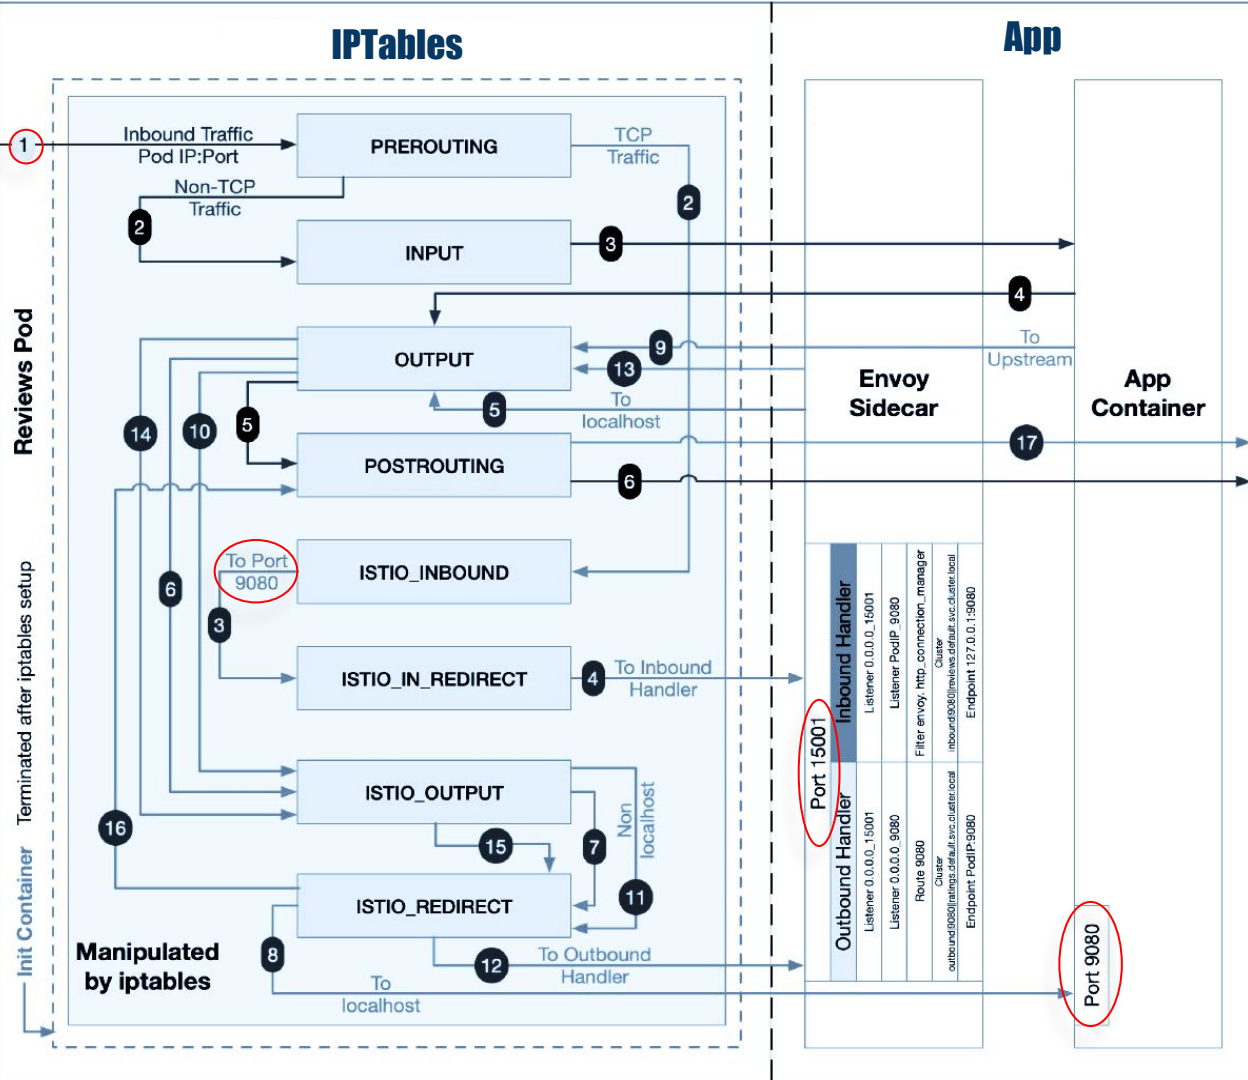 IPTables
App
1
Inbound Traffic
Pod IP:Port
PREROUTING
TCP
Traffic
Non-TCP
Traffic
2
2
INPUT
3
4
OUTPUT
9
To
Upstream
13
5
To
localhost
Envoy
Sidecar
App
Container
14
10
5
POSTROUTING
17
6
Reviews Pod
To Port
9080
ISTIO_INBOUND
6
3
ISTIO_IN_REDIRECT
4
To Inbound
Handler
Terminated after iptables setup
Init Container
ISTIO_OUTPUT
Non
localhost
16
15
7
11
ISTIO_REDIRECT
Manipulated
by iptables
8
12
To Outbound
Handler
To
localhost
Port 15001
Inbound Handler
Listener 0.0.0.0_15001
Listener PodIP_9080
Filter envoy. http_connection_manager
Cluster
inbound|9080||reviews.default.svc.cluster.local
Endpoint 127.0.0.1:9080
Outbound Handler
Listener 0.0.0.0_15001
Listener 0.0.0.0_9080
Route 9080
Cluster
outbound|9080||ratings.default.svc.cluster.local
Endpoint PodIP:9080
Port 9080